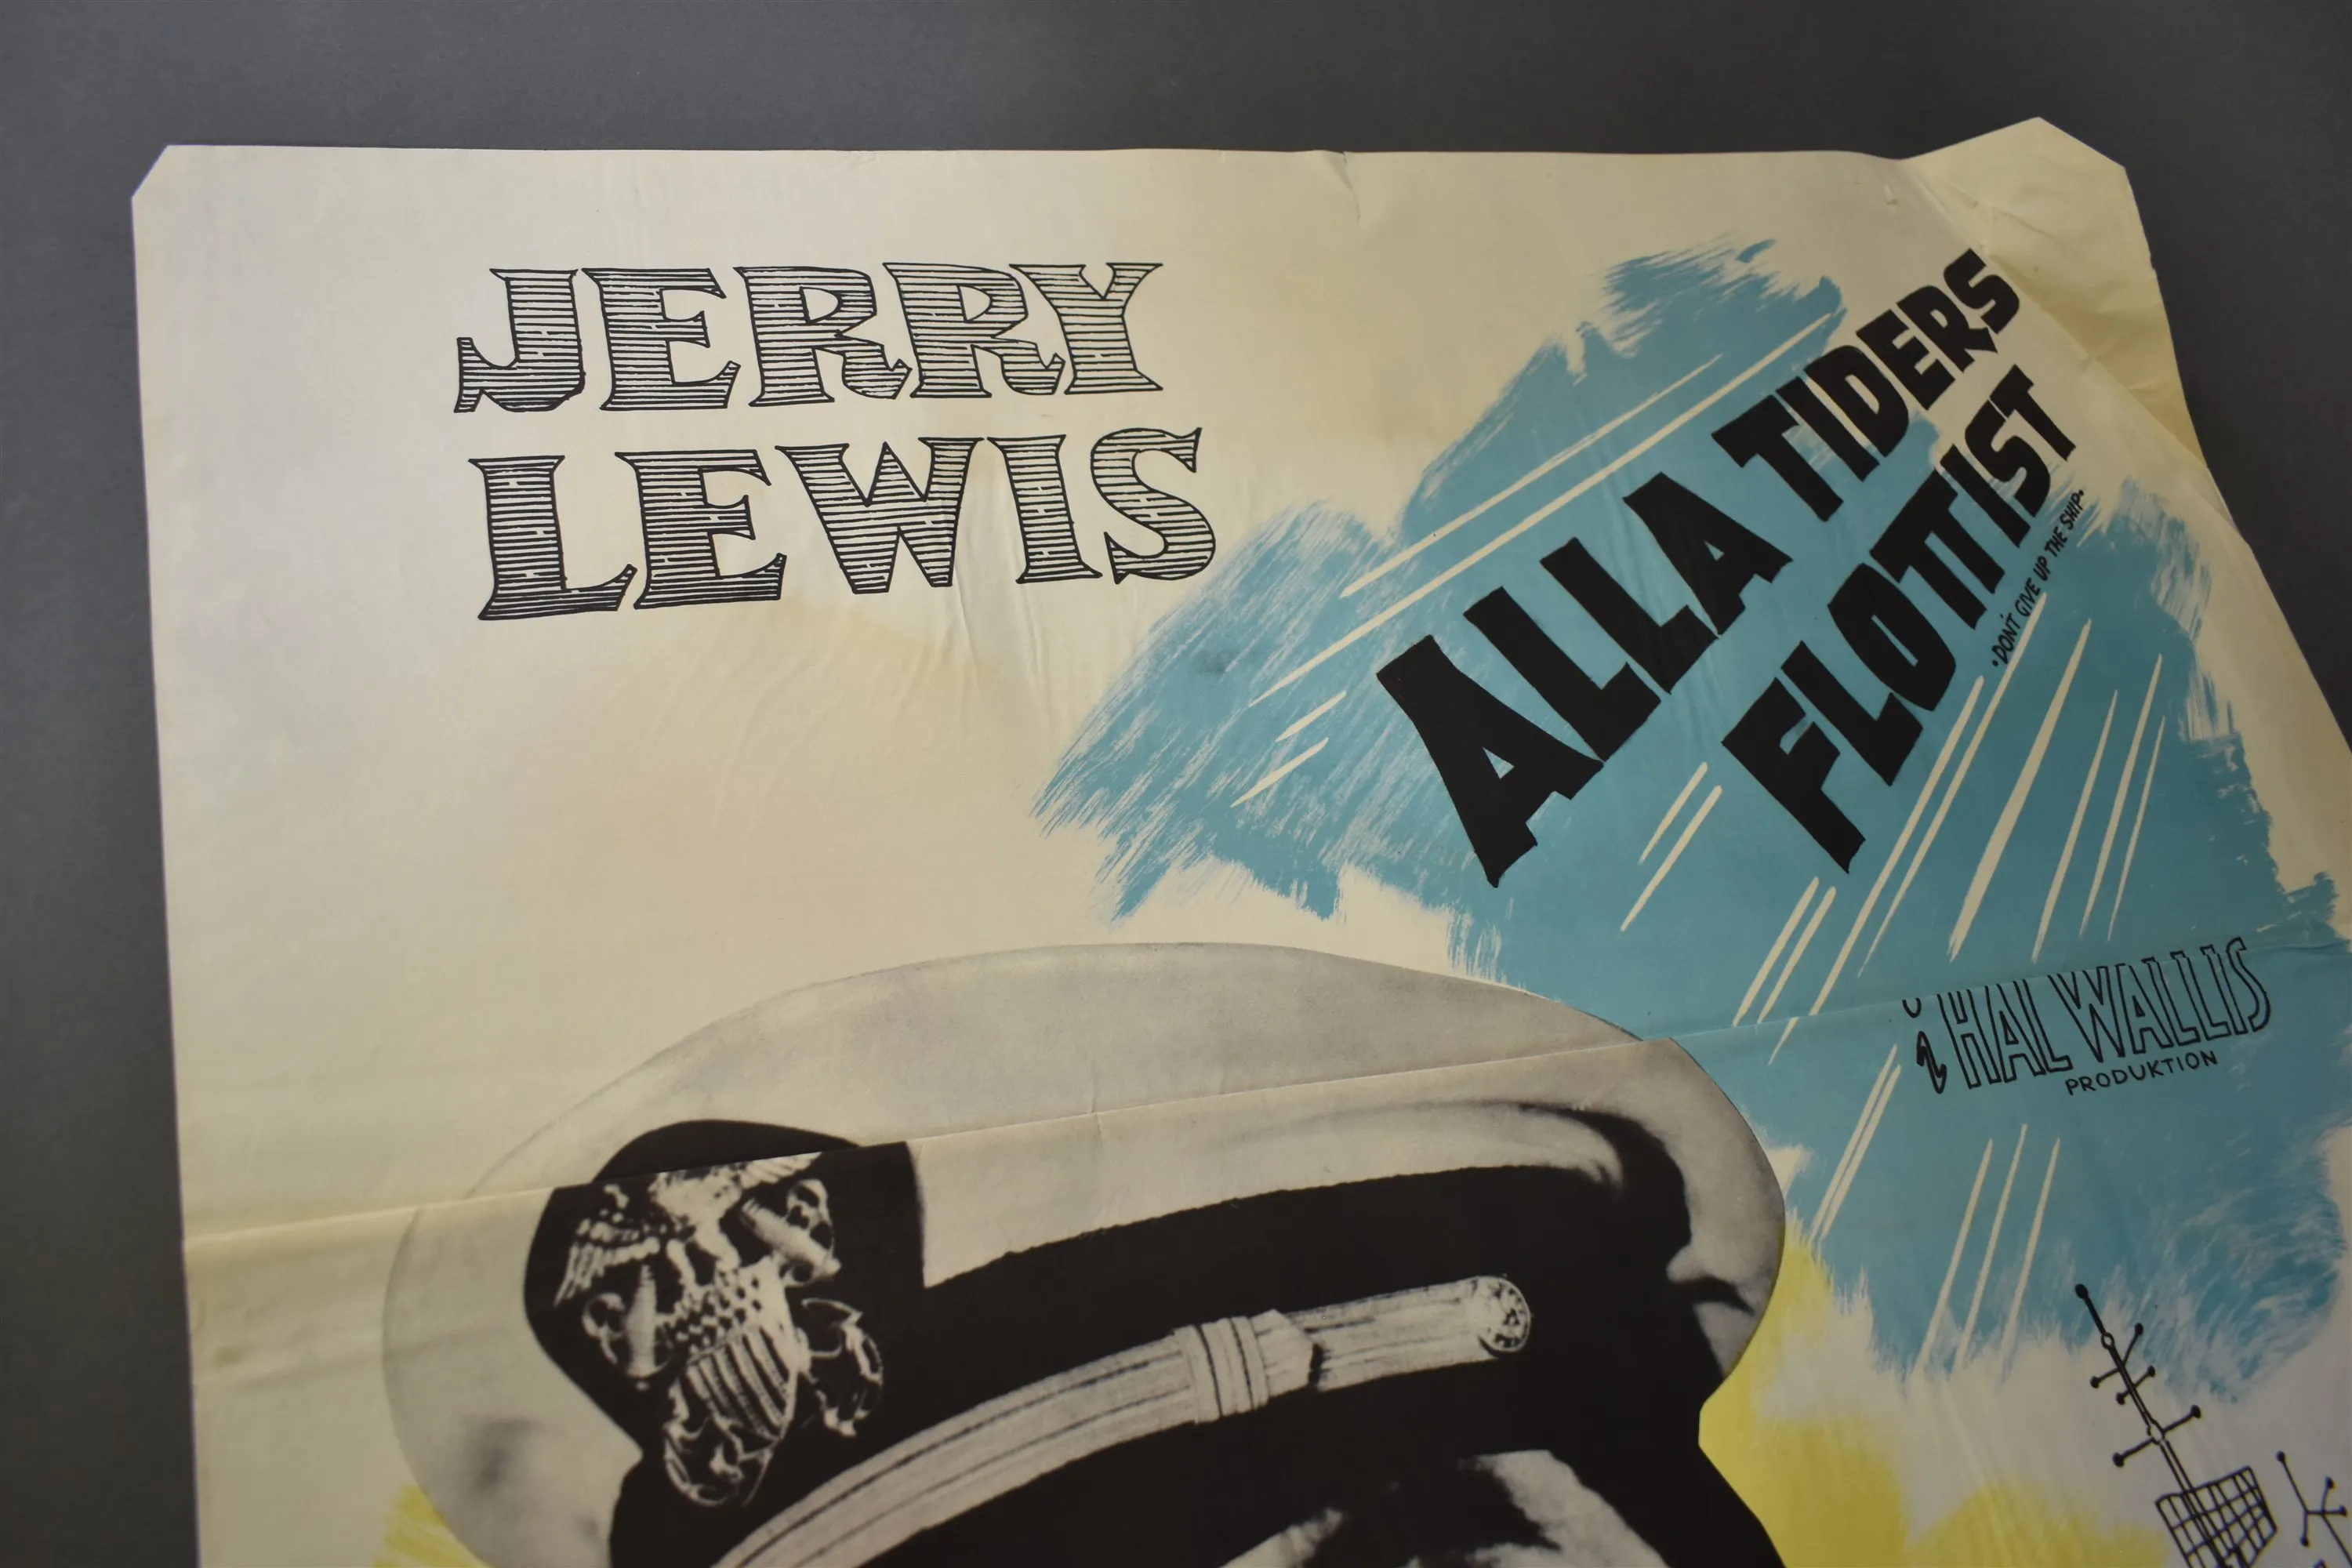 JERRY
LEWIS
ALLA TIDERS
FLOTTIST
"DON'T GIVE UP THE SHIP"
i HAL WALLIS
PRODUKTION